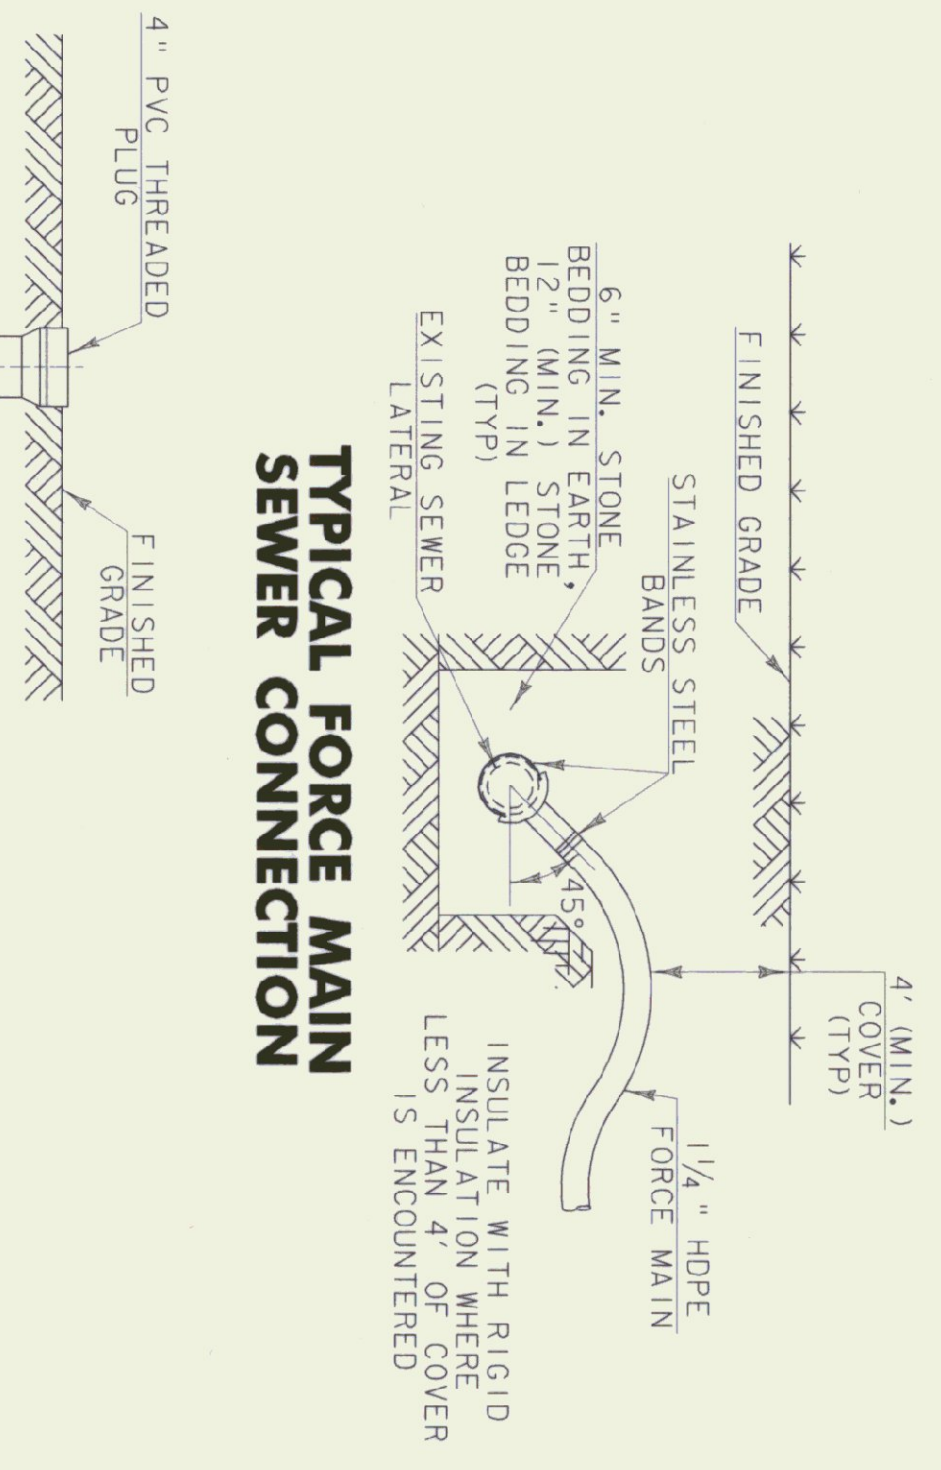 4' (MIN.)
COVER
(TYP)
FINISHED GRADE
1 1/4" HDPE
FORCE MAIN
STAINLESS STEEL
BANDS
6" MIN. STONE
BEDDING IN EARTH,
12" (MIN.) STONE
BEDDING IN LEDGE
(TYP)
45°
EXISTING SEWER
LATERAL
INSULATE WITH RIGID
INSULATION WHERE
LESS THAN 4' OF COVER
IS ENCOUNTERED
TYPICAL FORCE MAIN
SEWER CONNECTION
4" PVC THREADED
PLUG
FINISHED
GRADE